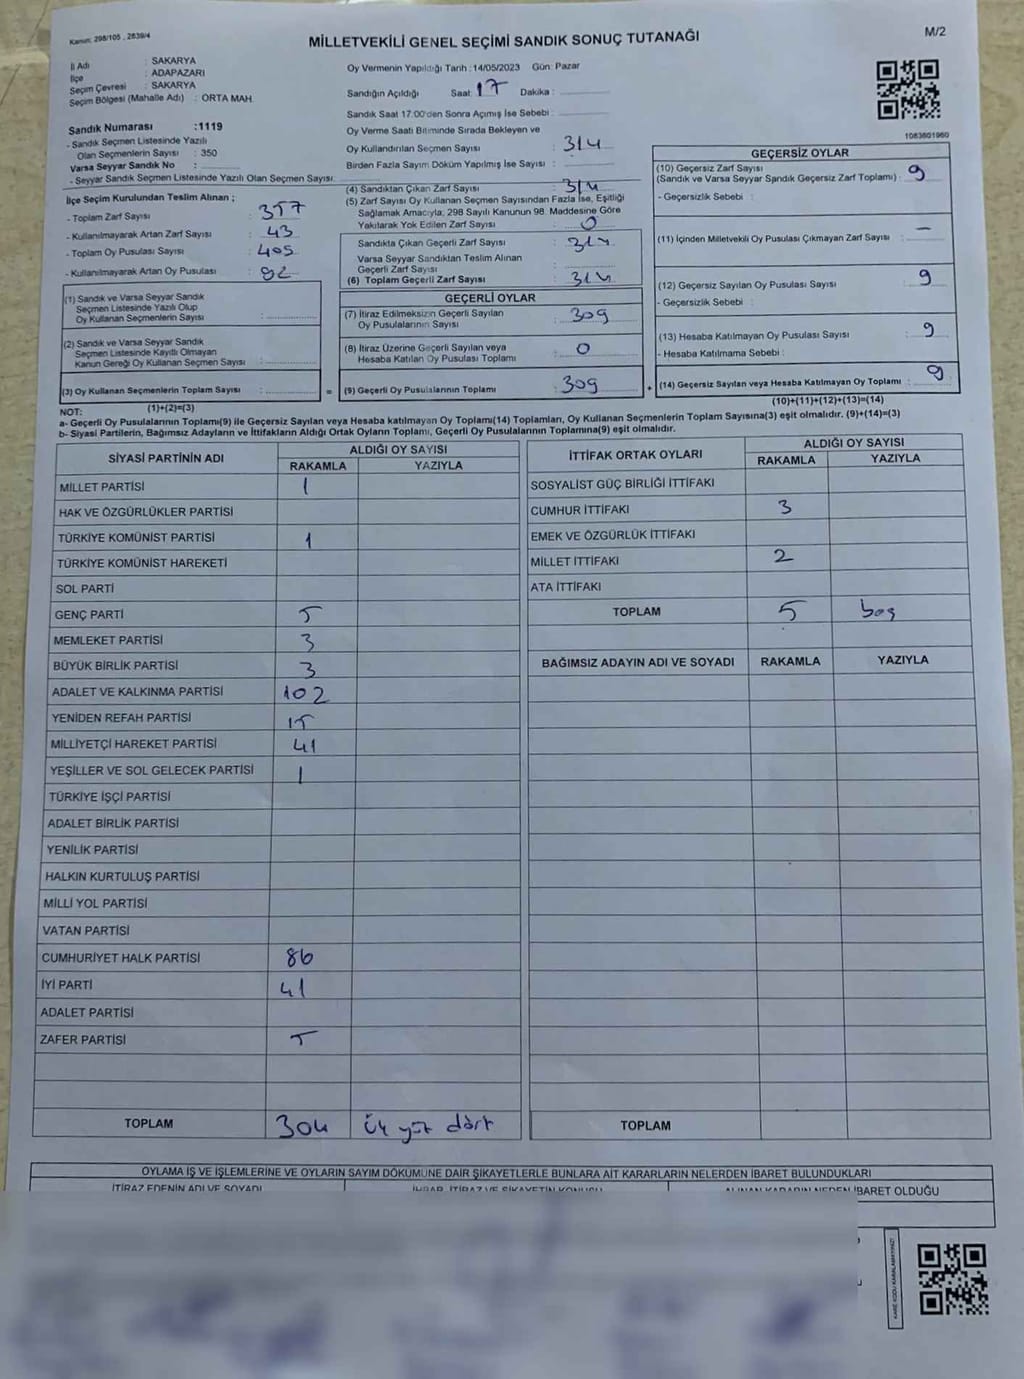 Kanun: 298/105 , 2839/4
MİLLETVEKİLİ GENEL SEÇİMİ SANDIK SONUÇ TUTANAĞI
M/2
İl Adı : SAKARYA
İlçe : ADAPAZARI
Seçim Çevresi : SAKARYA
Seçim Bölgesi (Mahalle Adı) : ORTA MAH.
Sandık Numarası :1119
- Sandık Seçmen Listesinde Yazılı
Olan Seçmenlerin Sayısı : 350
Varsa Seyyar Sandık No :
- Seyyar Sandık Seçmen Listesinde Yazılı Olan Seçmen Sayısı:
Oy Vermenin Yapıldığı Tarih : 14/05/2023 Gün: Pazar
Sandığın Açıldığı Saat: 17 Dakika :
Sandık Saat 17:00'den Sonra Açımış İse Sebebi :
Oy Verme Saati Bitiminde Sırada Bekleyen ve
Oy Kullandırılan Seçmen Sayısı : 314
Birden Fazla Sayım Döküm Yapılmış İse Sayısı :
1083601960
İlçe Seçim Kurulundan Teslim Alınan ;
- Toplam Zarf Sayısı : 357
- Kullanılmayarak Artan Zarf Sayısı : 43
- Toplam Oy Pusulası Sayısı : 405
- Kullanılmayarak Artan Oy Pusulası : 82
(4) Sandıktan Çıkan Zarf Sayısı : 314
(5) Zarf Sayısı Oy Kullanan Seçmen Sayısından Fazla İse, Eşitliği
Sağlamak Amacıyla, 298 Sayılı Kanunun 98. Maddesine Göre
Yakılarak Yok Edilen Zarf Sayısı : 0
Sandıkta Çıkan Geçerli Zarf Sayısı : 314
Varsa Seyyar Sandıktan Teslim Alınan
Geçerli Zarf Sayısı :
(6) Toplam Geçerli Zarf Sayısı : 314
GEÇERSİZ OYLAR
(10) Geçersiz Zarf Sayısı
(Sandık ve Varsa Seyyar Sandık Geçersiz Zarf Toplamı) : 9
- Geçersizlik Sebebi :
(11) İçinden Milletvekili Oy Pusulası Çıkmayan Zarf Sayısı : -
(12) Geçersiz Sayılan Oy Pusulası Sayısı : 9
- Geçersizlik Sebebi :
(13) Hesaba Katılmayan Oy Pusulası Sayısı : 9
- Hesaba Katılmama Sebebi :
(14) Geçersiz Sayılan veya Hesaba Katılmayan Oy Toplamı : 9
(10)+(11)+(12)+(13)=(14)
(1) Sandık ve Varsa Seyyar Sandık
Seçmen Listesinde Yazılı Olup
Oy Kullanan Seçmenlerin Sayısı :
(2) Sandık ve Varsa Seyyar Sandık
Seçmen Listesinde Kayıtlı Olmayan
Kanun Gereği Oy Kullanan Seçmen Sayısı :
(3) Oy Kullanan Seçmenlerin Toplam Sayısı :
(1)+(2)=(3)
GEÇERLİ OYLAR
(7) İtiraz Edilmeksizin Geçerli Sayılan
Oy Pusulalarının Sayısı : 309
(8) İtiraz Üzerine Geçerli Sayılan veya
Hesaba Katılan Oy Pusulası Toplamı : 0
= (9) Geçerli Oy Pusulalarının Toplamı : 309 +
NOT:
a- Geçerli Oy Pusulalarının Toplamı(9) ile Geçersiz Sayılan veya Hesaba katılmayan Oy Toplamı(14) Toplamları, Oy Kullanan Seçmenlerin Toplam Sayısına(3) eşit olmalıdır. (9)+(14)=(3)
b- Siyasi Partilerin, Bağımsız Adayların ve İttifakların Aldığı Oyların Toplamı, Geçerli Oy Pusulalarının Toplamına(9) eşit olmalıdır.
SİYASİ PARTİNİN ADI
ALDIĞI OY SAYISI
RAKAMLA YAZIYLA
MİLLET PARTİSİ 1
HAK VE ÖZGÜRLÜKLER PARTİSİ
TÜRKİYE KOMÜNİST PARTİSİ 1
TÜRKİYE KOMÜNİST HAREKETİ
SOL PARTİ
GENÇ PARTİ 5
MEMLEKET PARTİSİ 3
BÜYÜK BİRLİK PARTİSİ 3
ADALET VE KALKINMA PARTİSİ 102
YENİDEN REFAH PARTİSİ 15
MİLLİYETÇİ HAREKET PARTİSİ 41
YEŞİLLER VE SOL GELECEK PARTİSİ 1
TÜRKİYE İŞÇİ PARTİSİ
ADALET BİRLİK PARTİSİ
YENİLİK PARTİSİ
HALKIN KURTULUŞ PARTİSİ
MİLLİ YOL PARTİSİ
VATAN PARTİSİ
CUMHURİYET HALK PARTİSİ 86
İYİ PARTİ 41
ADALET PARTİSİ
ZAFER PARTİSİ 5
TOPLAM 304 Üç yüz dört
İTTİFAK ORTAK OYLARI
ALDIĞI OY SAYISI
RAKAMLA YAZIYLA
SOSYALİST GÜÇ BİRLİĞİ İTTİFAKI
CUMHUR İTTİFAKI 3
EMEK VE ÖZGÜRLÜK İTTİFAKI
MİLLET İTTİFAKI 2
ATA İTTİFAKI
TOPLAM 5 beş
BAĞIMSIZ ADAYIN ADI VE SOYADI RAKAMLA YAZIYLA
TOPLAM
OYLAMA İŞ VE İŞLEMLERİNE VE OYLARIN SAYIM DÖKÜMÜNE DAİR ŞİKAYETLERLE BUNLARA AİT KARARLARIN NELERDEN İBARET BULUNDUKLARI
İTİRAZ EDENİN ADI VE SOYADI
İHBAR, İTİRAZ VE ŞİKAYETİN KONUSU
ALINAN KARARIN NEDEN İBARET OLDUĞU
KARE KODU KARALAMAYINIZ!